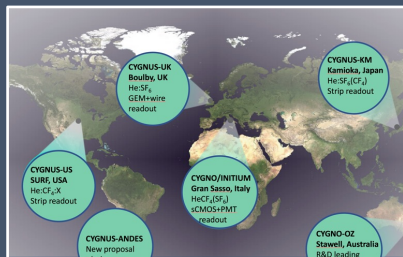 CYGNUS-UK
Boulby, UK
He:SF₆
GEM+wire
readout
CYGNUS-KM
Kamioka, Japan
He:SF₆(CF₄)
Strip readout
CYGNUS-US
SURF, USA
He:CF₄:X
Strip readout
CYGNO/INITIUM
Gran Sasso, Italy
HeCF₄(SF₆)
sCMOS+PMT
readout
CYGNUS-ANDES
New proposal
CYGNO-OZ
Stawell, Australia
R&D leading